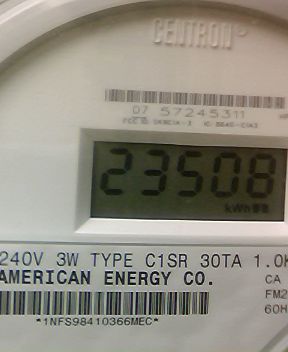 CENTRON®
07 57245311
23508
kWh
240V 3W TYPE C1SR 30TA 1.0K
AMERICAN ENERGY CO.
CA
FM2
60H
*1NFS98410366MEC*